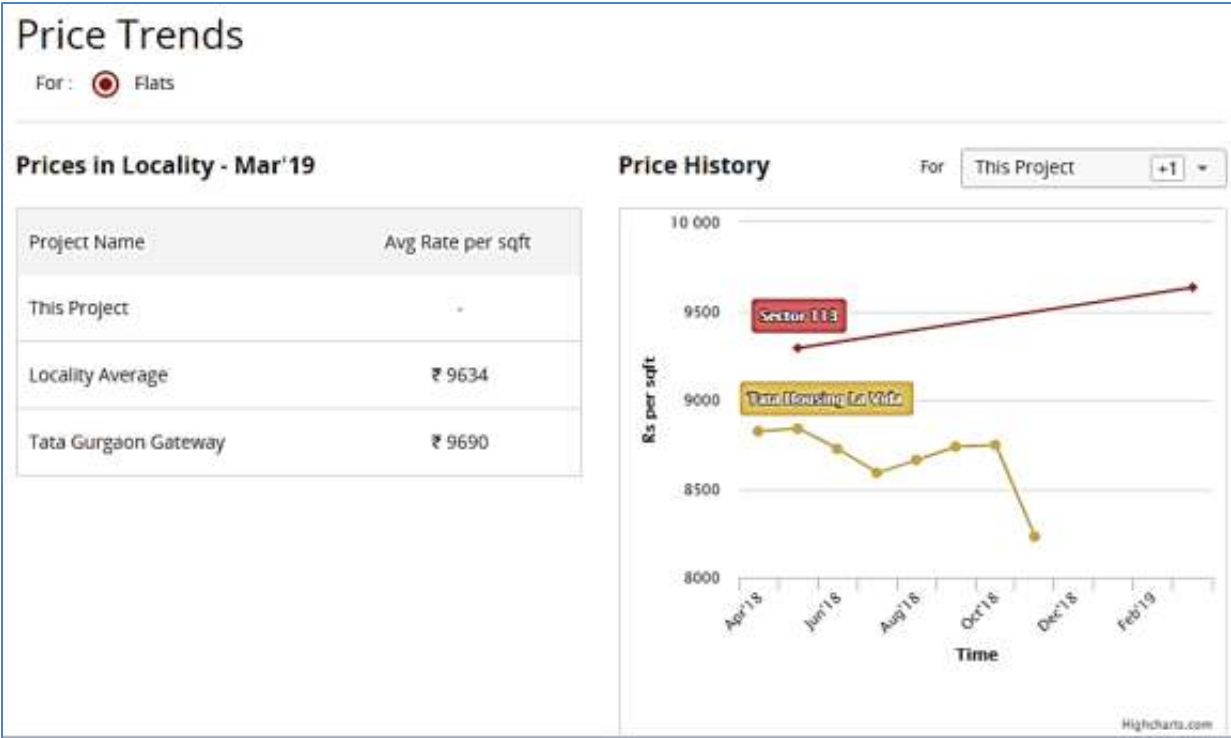 Price Trends
For : Flats
Prices in Locality - Mar'19
Project Name Avg Rate per sqft
This Project -
Locality Average ₹ 9634
Tata Gurgaon Gateway ₹ 9690
Price History For This Project +1
10 000
9500
9000
8500
8000
Rs per sqft
Sector 113
Tata Housing La Vida
Apr'18 Jun'18 Aug'18 Oct'18 Dec'18 Feb'19
Time
Highcharts.com